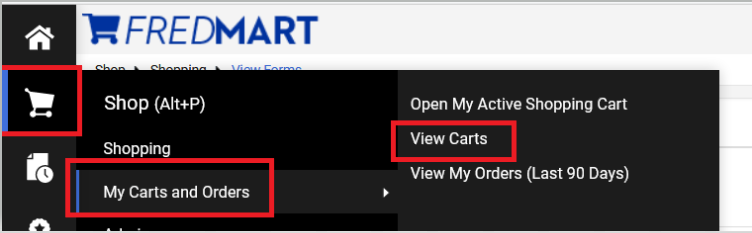 FREDMART
Shop Shopping View Forms
Shop (Alt+P)
Open My Active Shopping Cart
Shopping
View Carts
My Carts and Orders
View My Orders (Last 90 Days)